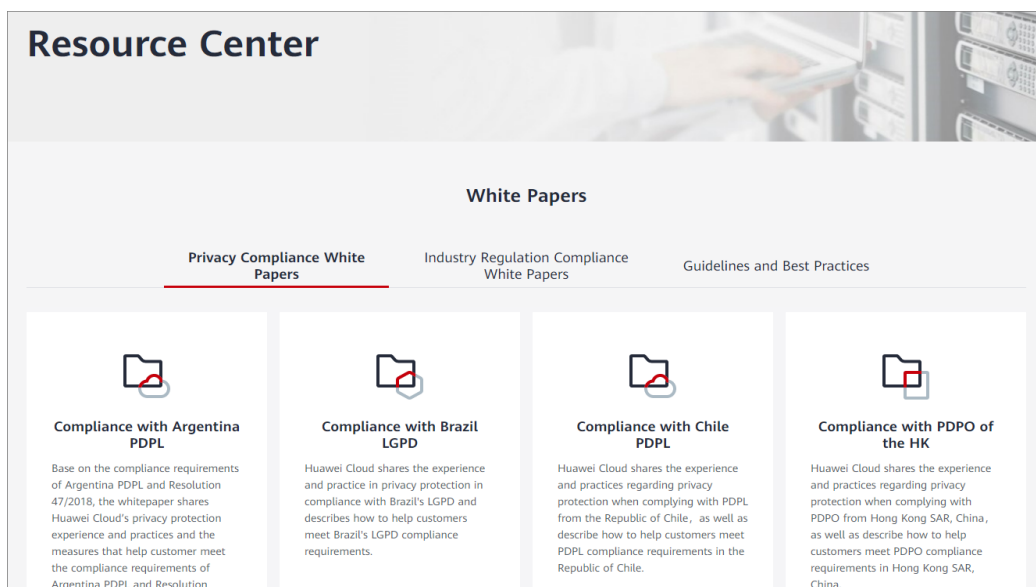 Resource Center
White Papers
Privacy Compliance White
Papers
Industry Regulation Compliance
White Papers
Guidelines and Best Practices
Compliance with Argentina
PDPL
Base on the compliance requirements
of Argentina PDPL and Resolution
47/2018, the whitepaper shares
Huawei Cloud's privacy protection
experience and practices and the
measures that help customer meet
the compliance requirements of
Argentina PDPL and Resolution
Compliance with Brazil
LGPD
Huawei Cloud shares the experience
and practice in privacy protection in
compliance with Brazil's LGPD and
describes how to help customers
meet Brazil's LGPD compliance
requirements.
Compliance with Chile
PDPL
Huawei Cloud shares the experience
and practices regarding privacy
protection when complying with PDPL
from the Republic of Chile，as well as
describe how to help customers meet
PDPL compliance requirements in the
Republic of Chile.
Compliance with PDPO of
the HK
Huawei Cloud shares the experience
and practices regarding privacy
protection when complying with
PDPO from Hong Kong SAR, China，
as well as describe how to help
customers meet PDPO compliance
requirements in Hong Kong SAR,
China